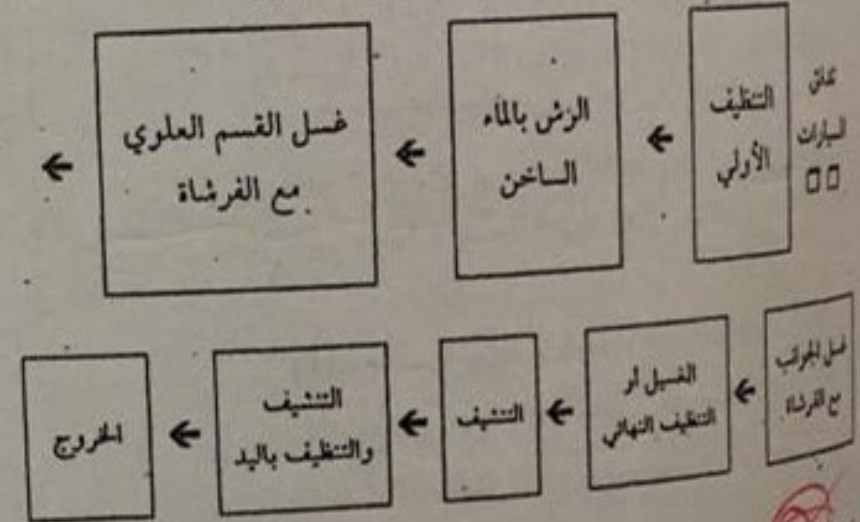 تدفق
السيارات
التنظيف
الأولي
الرش بالماء
الساخن
غسل القسم العلوي
مع الفرشاة
غسل الجوانب
مع الفرشاة
الغسيل أو
التنظيف النهائي
التنشيف
التنشيف
والتنظيف باليد
الخروج